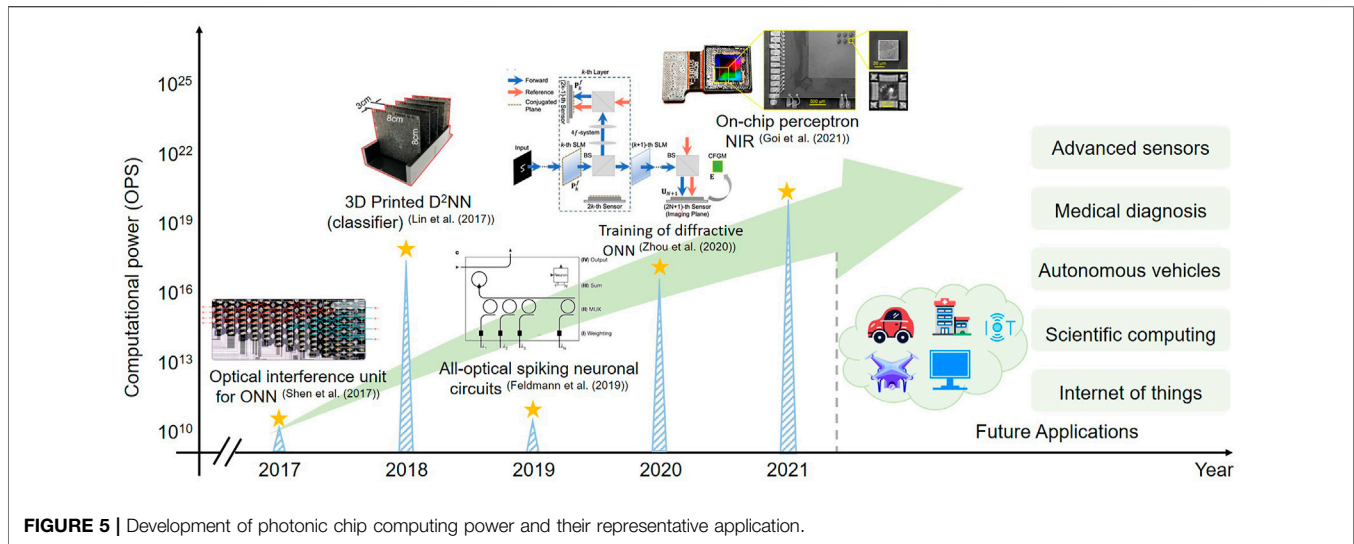 Computational power (OPS)
10^25
10^22
10^19
10^16
10^13
10^10
3cm
8cm
8cm
3D Printed D²NN
(classifier) (Lin et al. (2017))
Optical interference unit
for ONN (Shen et al. (2017))
k-th Layer
Forward
Reference
Conjugated
Plane
(2k-1)-th Sensor
4f-system
Input
k-th SLM
BS
(k+1)-th SLM
BS
CFGM
E
2k-th Sensor
(2N+1)-th Sensor
(Imaging Plane)
Training of diffractive
ONN (Zhou et al. (2020))
c
(IV) Output
Neuron
(III) Sum
(II) MUX
(I) Weighting
All-optical spiking neuronal
circuits (Feldmann et al. (2019))
500 µm
On-chip perceptron
NIR (Goi et al. (2021))
Advanced sensors
Medical diagnosis
Autonomous vehicles
Scientific computing
Internet of things
Future Applications
2017
2018
2019
2020
2021
Year
FIGURE 5 | Development of photonic chip computing power and their representative application.